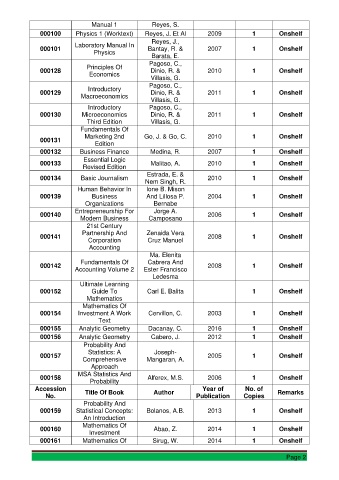 Manual 1 Reyes, S.
000100 Physics 1 (Worktext) Reyes, J. Et Al 2009 1 Onshelf
000101 Laboratory Manual In Physics Reyes, J., Bantay, R. & Barata, E. 2007 1 Onshelf
000128 Principles Of Economics Pagoso, C., Dinio, R. & Villasis, G. 2010 1 Onshelf
000129 Introductory Macroeconomics Pagoso, C., Dinio, R. & Villasis, G. 2011 1 Onshelf
000130 Introductory Microeconomics Third Edition Pagoso, C., Dinio, R. & Villasis, G. 2011 1 Onshelf
000131 Fundamentals Of Marketing 2nd Edition Go, J. & Go, C. 2010 1 Onshelf
000132 Business Finance Medina, R. 2007 1 Onshelf
000133 Essential Logic Revised Edition Malitao, A. 2010 1 Onshelf
000134 Basic Journalism Estrada, E. & Nem Singh, R. 2010 1 Onshelf
000139 Human Behavior In Business Organizations Ione B. Mison And Lillosa P. Bernabe 2004 1 Onshelf
000140 Entrepreneurship For Modern Business Jorge A. Camposano 2006 1 Onshelf
000141 21st Century Partnership And Corporation Accounting Zenaida Vera Cruz Manuel 2008 1 Onshelf
000142 Fundamentals Of Accounting Volume 2 Ma. Elenita Cabrera And Ester Francisco Ledesma 2008 1 Onshelf
000152 Ultimate Learning Guide To Mathematics Carl E. Balita 1 Onshelf
000154 Mathematics Of Investment A Work Text Cervillon, C. 2003 1 Onshelf
000155 Analytic Geometry Dacanay, C. 2016 1 Onshelf
000156 Analytic Geometry Cabero, J. 2012 1 Onshelf
000157 Probability And Statistics: A Comprehensive Approach Joseph-Mangaran, A. 2005 1 Onshelf
000158 MSA Statistics And Probability Alferex, M.S. 2006 1 Onshelf
Accession No. Title Of Book Author Year of Publication No. of Copies Remarks
000159 Probability And Statistical Concepts: An Introduction Bolanos, A.B. 2013 1 Onshelf
000160 Mathematics Of Investment Abao, Z. 2014 1 Onshelf
000161 Mathematics Of Sirug, W. 2014 1 Onshelf
Page 2